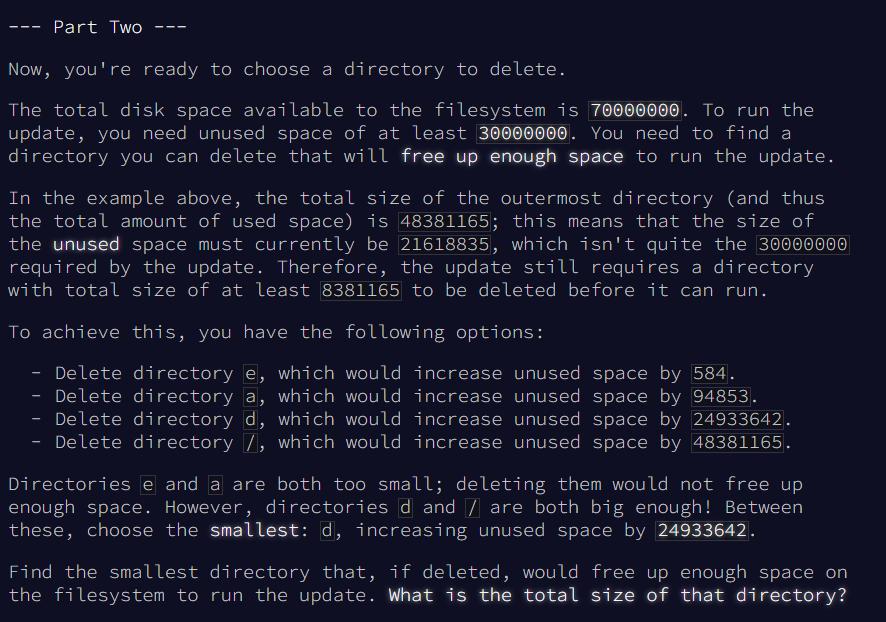 --- Part Two ---
Now, you're ready to choose a directory to delete.
The total disk space available to the filesystem is 70000000. To run the
update, you need unused space of at least 30000000. You need to find a
directory you can delete that will free up enough space to run the update.
In the example above, the total size of the outermost directory (and thus
the total amount of used space) is 48381165; this means that the size of
the unused space must currently be 21618835, which isn't quite the 30000000
required by the update. Therefore, the update still requires a directory
with total size of at least 8381165 to be deleted before it can run.
To achieve this, you have the following options:
- Delete directory e, which would increase unused space by 584.
- Delete directory a, which would increase unused space by 94853.
- Delete directory d, which would increase unused space by 24933642.
- Delete directory /, which would increase unused space by 48381165.
Directories e and a are both too small; deleting them would not free up
enough space. However, directories d and / are both big enough! Between
these, choose the smallest: d, increasing unused space by 24933642.
Find the smallest directory that, if deleted, would free up enough space on
the filesystem to run the update. What is the total size of that directory?